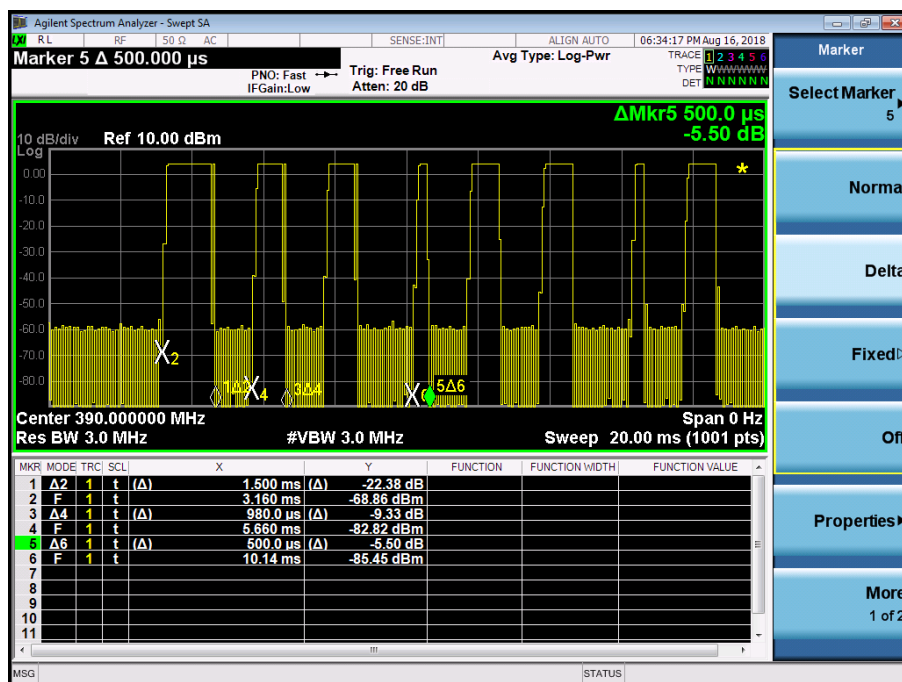 Agilent Spectrum Analyzer - Swept SA
LXI RL RF 50 Ω AC SENSE:INT ALIGN AUTO 06:34:17 PM Aug 16, 2018
Marker 5 Δ 500.000 µs
PNO: Fast
IFGain:Low
Trig: Free Run
Atten: 20 dB
Avg Type: Log-Pwr
TRACE 1 2 3 4 5 6
TYPE WWWWWW
DET N N N N N N
ΔMkr5 500.0 µs
-5.50 dB
10 dB/div Ref 10.00 dBm
Log
0.00
-10.0
-20.0
-30.0
-40.0
-50.0
-60.0
-70.0
-80.0
2
1Δ2
4
3Δ4
6
5Δ6
Center 390.000000 MHz Span 0 Hz
Res BW 3.0 MHz #VBW 3.0 MHz Sweep 20.00 ms (1001 pts)
MKR MODE TRC SCL X Y FUNCTION FUNCTION WIDTH FUNCTION VALUE
1 Δ2 1 t (Δ) 1.500 ms (Δ) -22.38 dB
2 F 1 t 3.160 ms -68.86 dBm
3 Δ4 1 t (Δ) 980.0 µs (Δ) -9.33 dB
4 F 1 t 5.660 ms -82.82 dBm
5 Δ6 1 t (Δ) 500.0 µs (Δ) -5.50 dB
6 F 1 t 10.14 ms -85.45 dBm
7
8
9
10
11
MSG STATUS
Marker
Select Marker
5
Norma
Delta
Fixed
Of
Properties
More
1 of 2